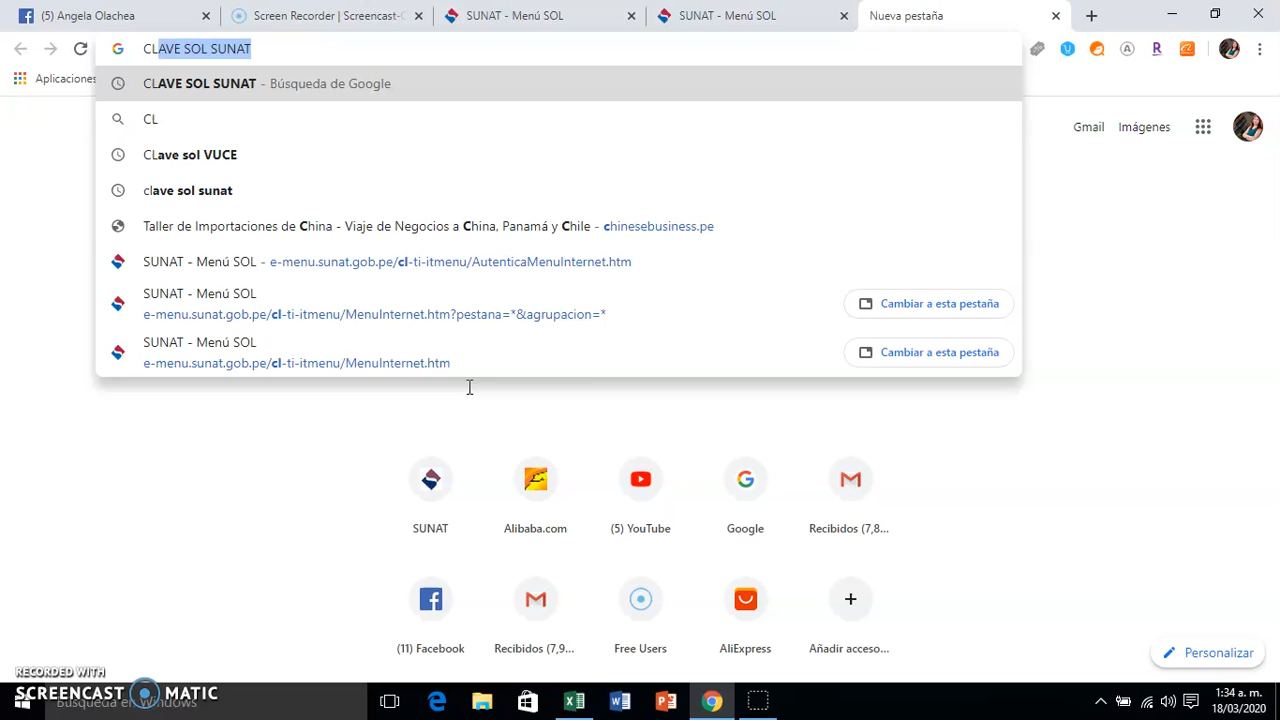 (5) Angela Olachea
Screen Recorder | Screencast-O
SUNAT - Menú SOL
SUNAT - Menú SOL
Nueva pestaña
CLAVE SOL SUNAT
Aplicaciones
CLAVE SOL SUNAT - Búsqueda de Google
CL
CLave sol VUCE
clave sol sunat
Taller de Importaciones de China - Viaje de Negocios a China, Panamá y Chile - chinesebusiness.pe
SUNAT - Menú SOL - e-menu.sunat.gob.pe/cl-ti-itmenu/AutenticaMenuInternet.htm
SUNAT - Menú SOL
e-menu.sunat.gob.pe/cl-ti-itmenu/MenuInternet.htm?pestana=*&agrupacion=*
Cambiar a esta pestaña
SUNAT - Menú SOL
e-menu.sunat.gob.pe/cl-ti-itmenu/MenuInternet.htm
Cambiar a esta pestaña
Gmail Imágenes
SUNAT
Alibaba.com
(5) YouTube
Google
Recibidos (7,8...
(11) Facebook
Recibidos (7,9...
Free Users
AliExpress
Añadir acceso...
Personalizar
RECORDED WITH
SCREENCAST MATIC
Búsqueda en Windows
1:34 a. m.
18/03/2020